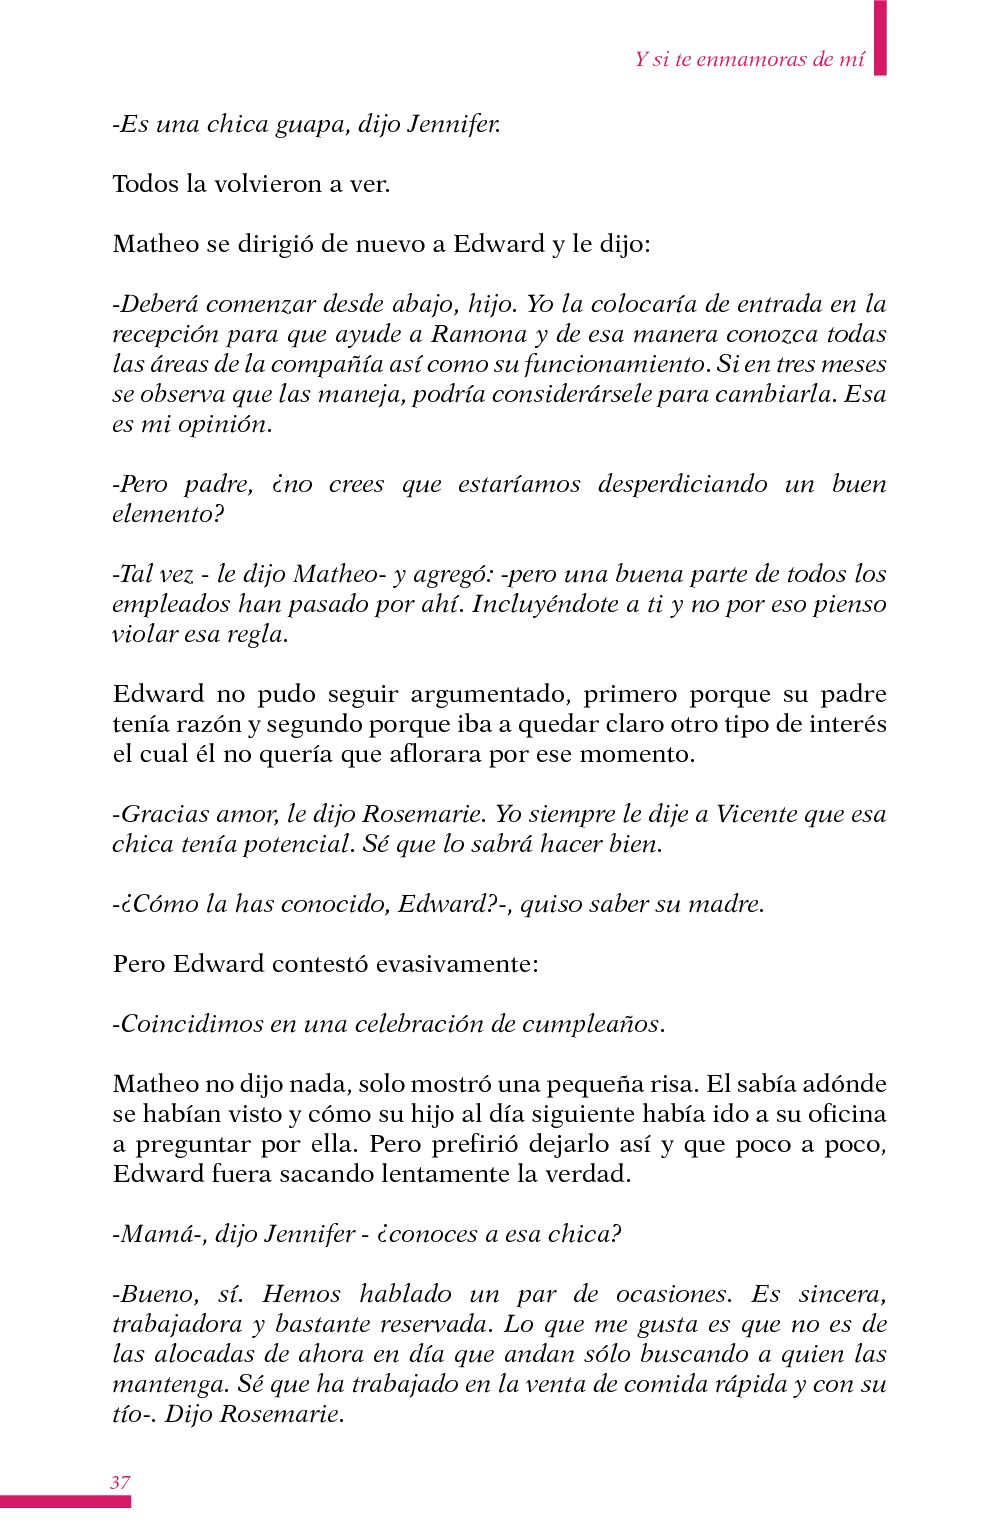 Y si te enmamoras de mí
-Es una chica guapa, dijo Jennifer.
Todos la volvieron a ver.
Matheo se dirigió de nuevo a Edward y le dijo:
-Deberá comenzar desde abajo, hijo. Yo la colocaría de entrada en la
recepción para que ayude a Ramona y de esa manera conozca todas
las áreas de la compañía así como su funcionamiento. Si en tres meses
se observa que las maneja, podría considerársele para cambiarla. Esa
es mi opinión.
-Pero padre, ¿no crees que estaríamos desperdiciando un buen
elemento?
-Tal vez - le dijo Matheo- y agregó: -pero una buena parte de todos los
empleados han pasado por ahí. Incluyéndote a ti y no por eso pienso
violar esa regla.
Edward no pudo seguir argumentado, primero porque su padre
tenía razón y segundo porque iba a quedar claro otro tipo de interés
el cual él no quería que aflorara por ese momento.
-Gracias amor, le dijo Rosemarie. Yo siempre le dije a Vicente que esa
chica tenía potencial. Sé que lo sabrá hacer bien.
-¿Cómo la has conocido, Edward?-, quiso saber su madre.
Pero Edward contestó evasivamente:
-Coincidimos en una celebración de cumpleaños.
Matheo no dijo nada, solo mostró una pequeña risa. El sabía adónde
se habían visto y cómo su hijo al día siguiente había ido a su oficina
a preguntar por ella. Pero prefirió dejarlo así y que poco a poco,
Edward fuera sacando lentamente la verdad.
-Mamá-, dijo Jennifer - ¿conoces a esa chica?
-Bueno, sí. Hemos hablado un par de ocasiones. Es sincera,
trabajadora y bastante reservada. Lo que me gusta es que no es de
las alocadas de ahora en día que andan sólo buscando a quien las
mantenga. Sé que ha trabajado en la venta de comida rápida y con su
tío-. Dijo Rosemarie.
37